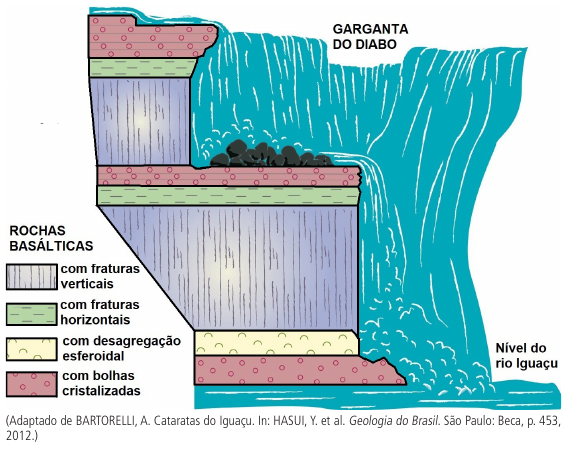 GARGANTA
DO DIABO
ROCHAS
BASÁLTICAS
com fraturas
verticais
com fraturas
horizontais
com desagregação
esferoidal
com bolhas
cristalizadas
Nível do
rio Iguaçu
(Adaptado de BARTORELLI, A. Cataratas do Iguaçu. In: HASUI, Y. et al. Geologia do Brasil. São Paulo: Beca, p. 453,
2012.)